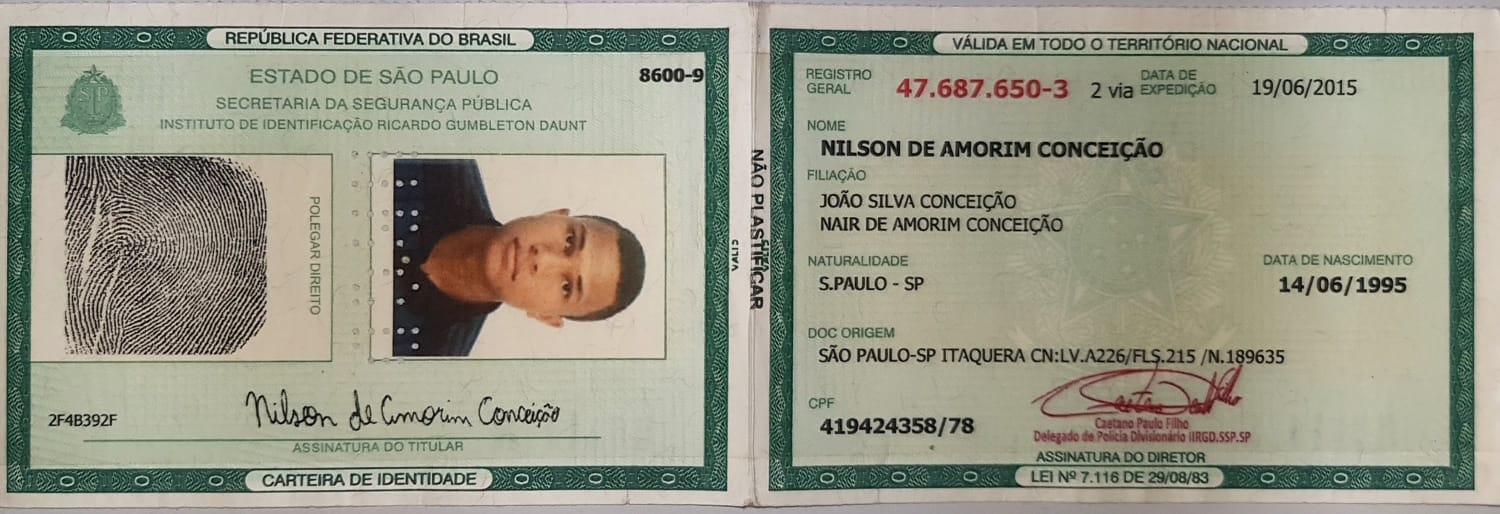 REPÚBLICA FEDERATIVA DO BRASIL
ESTADO DE SÃO PAULO
8600-9
SP
SECRETARIA DA SEGURANÇA PÚBLICA
INSTITUTO DE IDENTIFICAÇÃO RICARDO GUMBLETON DAUNT
POLEGAR DIREITO
Nilson de Amorim Conceição
2F4B392F
ASSINATURA DO TITULAR
CARTEIRA DE IDENTIDADE
NÃO PLASTIFICAR
VÁLIDA EM TODO O TERRITÓRIO NACIONAL
REGISTRO GERAL 47.687.650-3 2 via DATA DE EXPEDIÇÃO 19/06/2015
NOME
NILSON DE AMORIM CONCEIÇÃO
FILIAÇÃO
JOÃO SILVA CONCEIÇÃO
NAIR DE AMORIM CONCEIÇÃO
NATURALIDADE DATA DE NASCIMENTO
S.PAULO - SP 14/06/1995
DOC ORIGEM
SÃO PAULO-SP ITAQUERA CN:LV.A226/FLS.215 /N.189635
CPF
419424358/78
Caetano Paulo Filho
Delegado de Polícia Divisionário IIRGD.SSP.SP
ASSINATURA DO DIRETOR
LEI Nº 7.116 DE 29/08/83